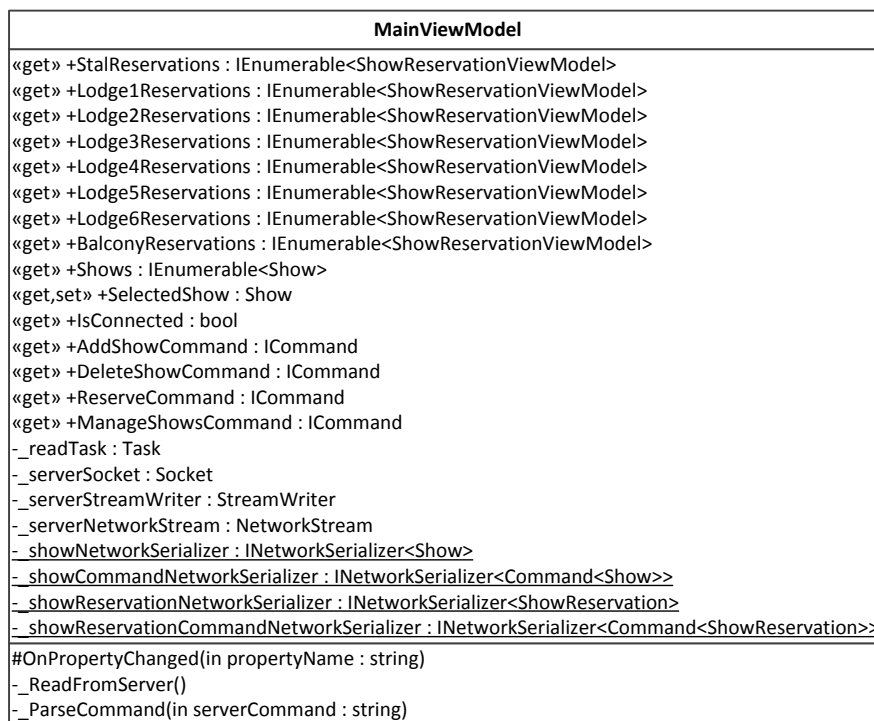 MainViewModel
«get» +StalReservations : IEnumerable<ShowReservationViewModel>
«get» +Lodge1Reservations : IEnumerable<ShowReservationViewModel>
«get» +Lodge2Reservations : IEnumerable<ShowReservationViewModel>
«get» +Lodge3Reservations : IEnumerable<ShowReservationViewModel>
«get» +Lodge4Reservations : IEnumerable<ShowReservationViewModel>
«get» +Lodge5Reservations : IEnumerable<ShowReservationViewModel>
«get» +Lodge6Reservations : IEnumerable<ShowReservationViewModel>
«get» +BalconyReservations : IEnumerable<ShowReservationViewModel>
«get» +Shows : IEnumerable<Show>
«get,set» +SelectedShow : Show
«get» +IsConnected : bool
«get» +AddShowCommand : ICommand
«get» +DeleteShowCommand : ICommand
«get» +ReserveCommand : ICommand
«get» +ManageShowsCommand : ICommand
-_readTask : Task
-_serverSocket : Socket
-_serverStreamWriter : StreamWriter
-_serverNetworkStream : NetworkStream
-_showNetworkSerializer : INetworkSerializer<Show>
-_showCommandNetworkSerializer : INetworkSerializer<Command<Show>>
-_showReservationNetworkSerializer : INetworkSerializer<ShowReservation>
-_showReservationCommandNetworkSerializer : INetworkSerializer<Command<ShowReservation>>
#OnPropertyChanged(in propertyName : string)
-_ReadFromServer()
-_ParseCommand(in serverCommand : string)